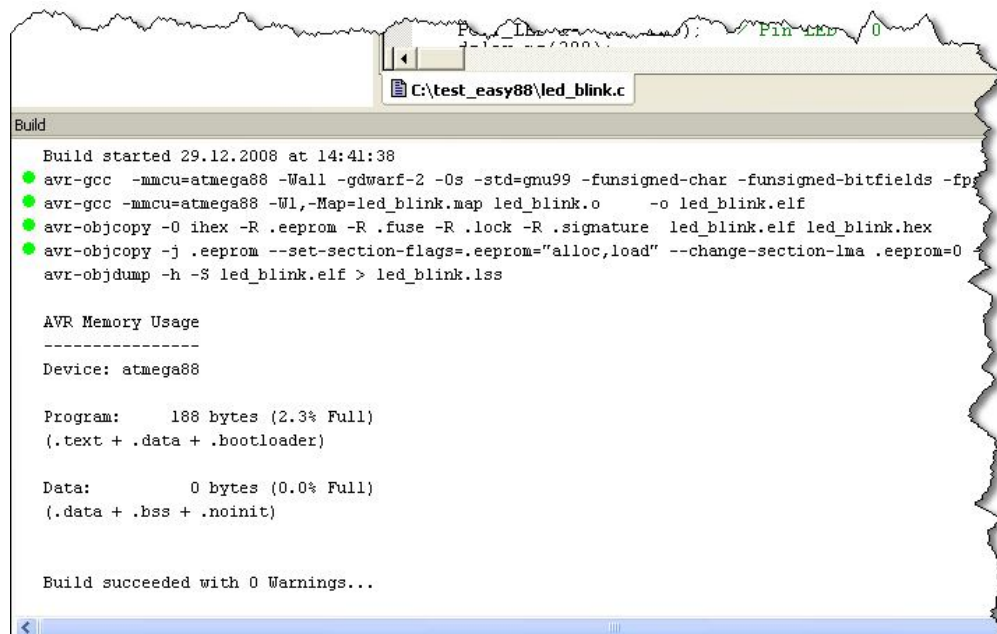 // Pin LED 0
delay_ms(200);
C:\test_easy88\led_blink.c
Build
Build started 29.12.2008 at 14:41:38
avr-gcc -mmcu=atmega88 -Wall -gdwarf-2 -Os -std=gnu99 -funsigned-char -funsigned-bitfields
avr-gcc -mmcu=atmega88 -Wl,-Map=led_blink.map led_blink.o -o led_blink.elf
avr-objcopy -O ihex -R .eeprom -R .fuse -R .lock -R .signature led_blink.elf led_blink.hex
avr-objcopy -j .eeprom --set-section-flags=.eeprom="alloc,load" --change-section-lma .eeprom=0
avr-objdump -h -S led_blink.elf > led_blink.lss
AVR Memory Usage
----------------
Device: atmega88
Program: 188 bytes (2.3% Full)
(.text + .data + .bootloader)
Data: 0 bytes (0.0% Full)
(.data + .bss + .noinit)
Build succeeded with 0 Warnings...